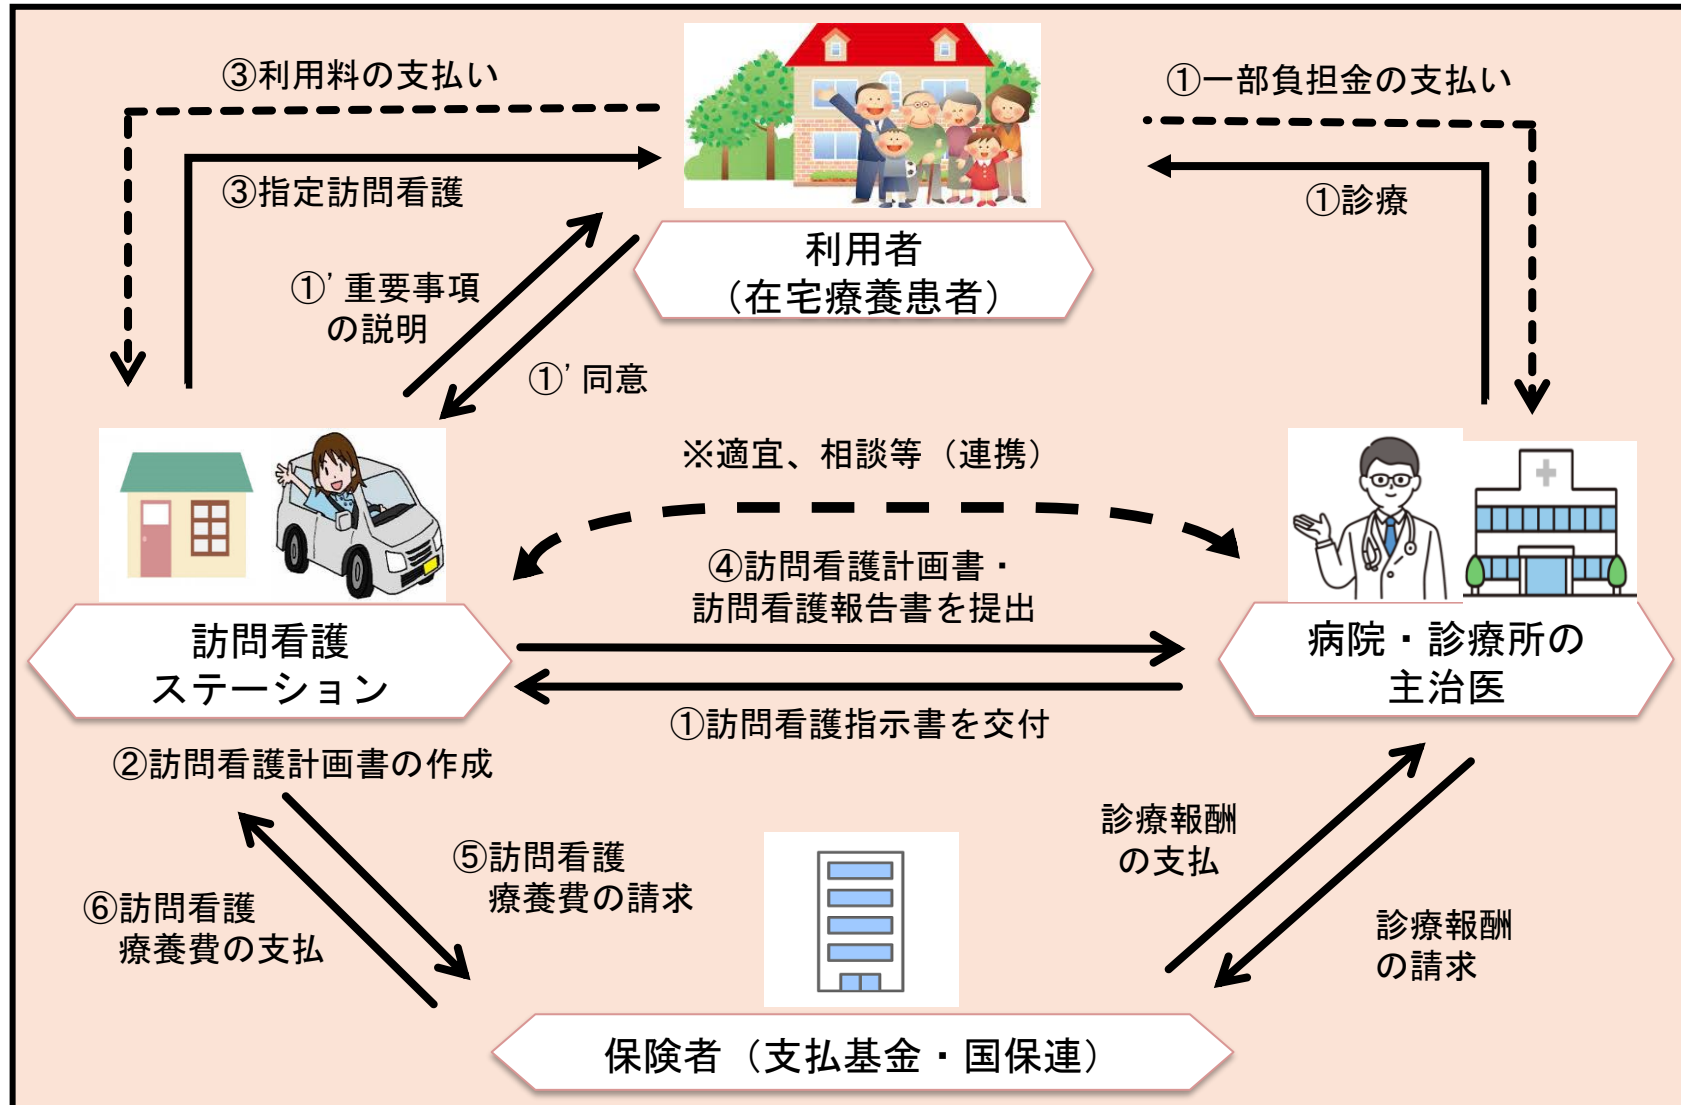 ③利用料の支払い
①一部負担金の支払い
③指定訪問看護
①診療
利用者
（在宅療養患者）
①’重要事項
の説明
①’同意
※適宜、相談等（連携）
④訪問看護計画書・
訪問看護報告書を提出
訪問看護
ステーション
病院・診療所の
主治医
①訪問看護指示書を交付
②訪問看護計画書の作成
⑤訪問看護
療養費の請求
診療報酬
の支払
⑥訪問看護
療養費の支払
診療報酬
の請求
保険者（支払基金・国保連）